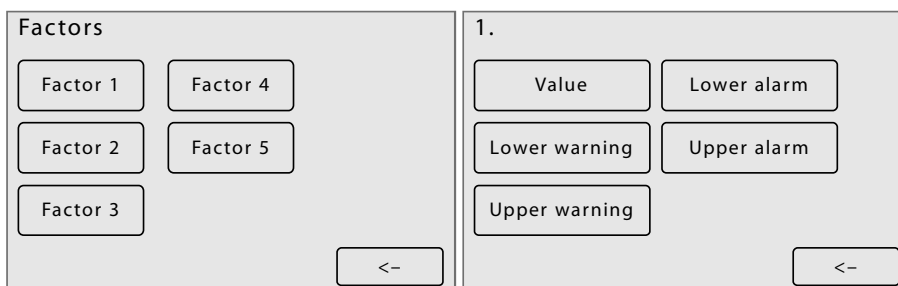 Factors
Factor 1
Factor 4
Factor 2
Factor 5
Factor 3
<–
1.
Value
Lower alarm
Lower warning
Upper alarm
Upper warning
<–